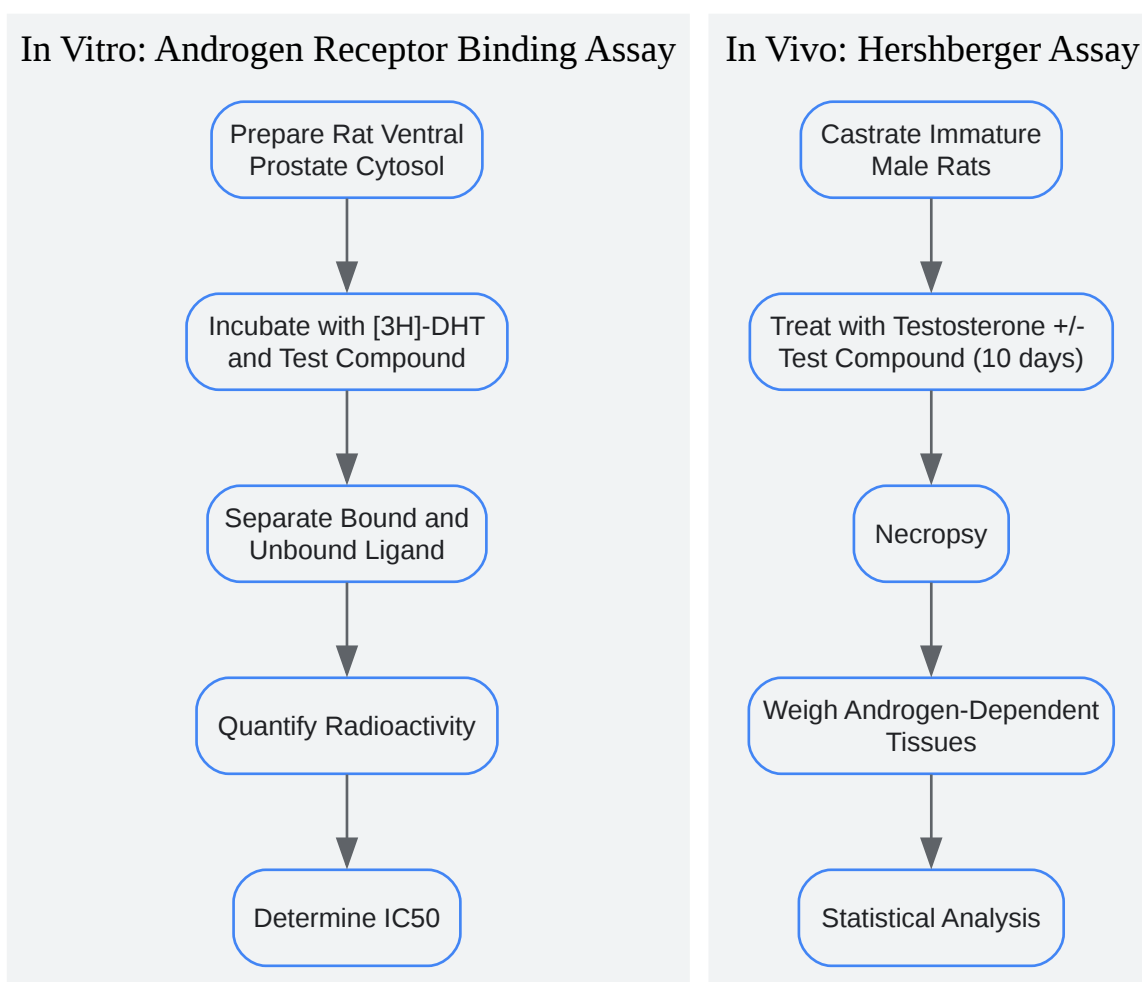 In Vitro: Androgen Receptor Binding Assay
Prepare Rat Ventral
Prostate Cytosol
Incubate with [3H]-DHT
and Test Compound
Separate Bound and
Unbound Ligand
Quantify Radioactivity
Determine IC50
In Vivo: Hershberger Assay
Castrate Immature
Male Rats
Treat with Testosterone +/-
Test Compound (10 days)
Necropsy
Weigh Androgen-Dependent
Tissues
Statistical Analysis